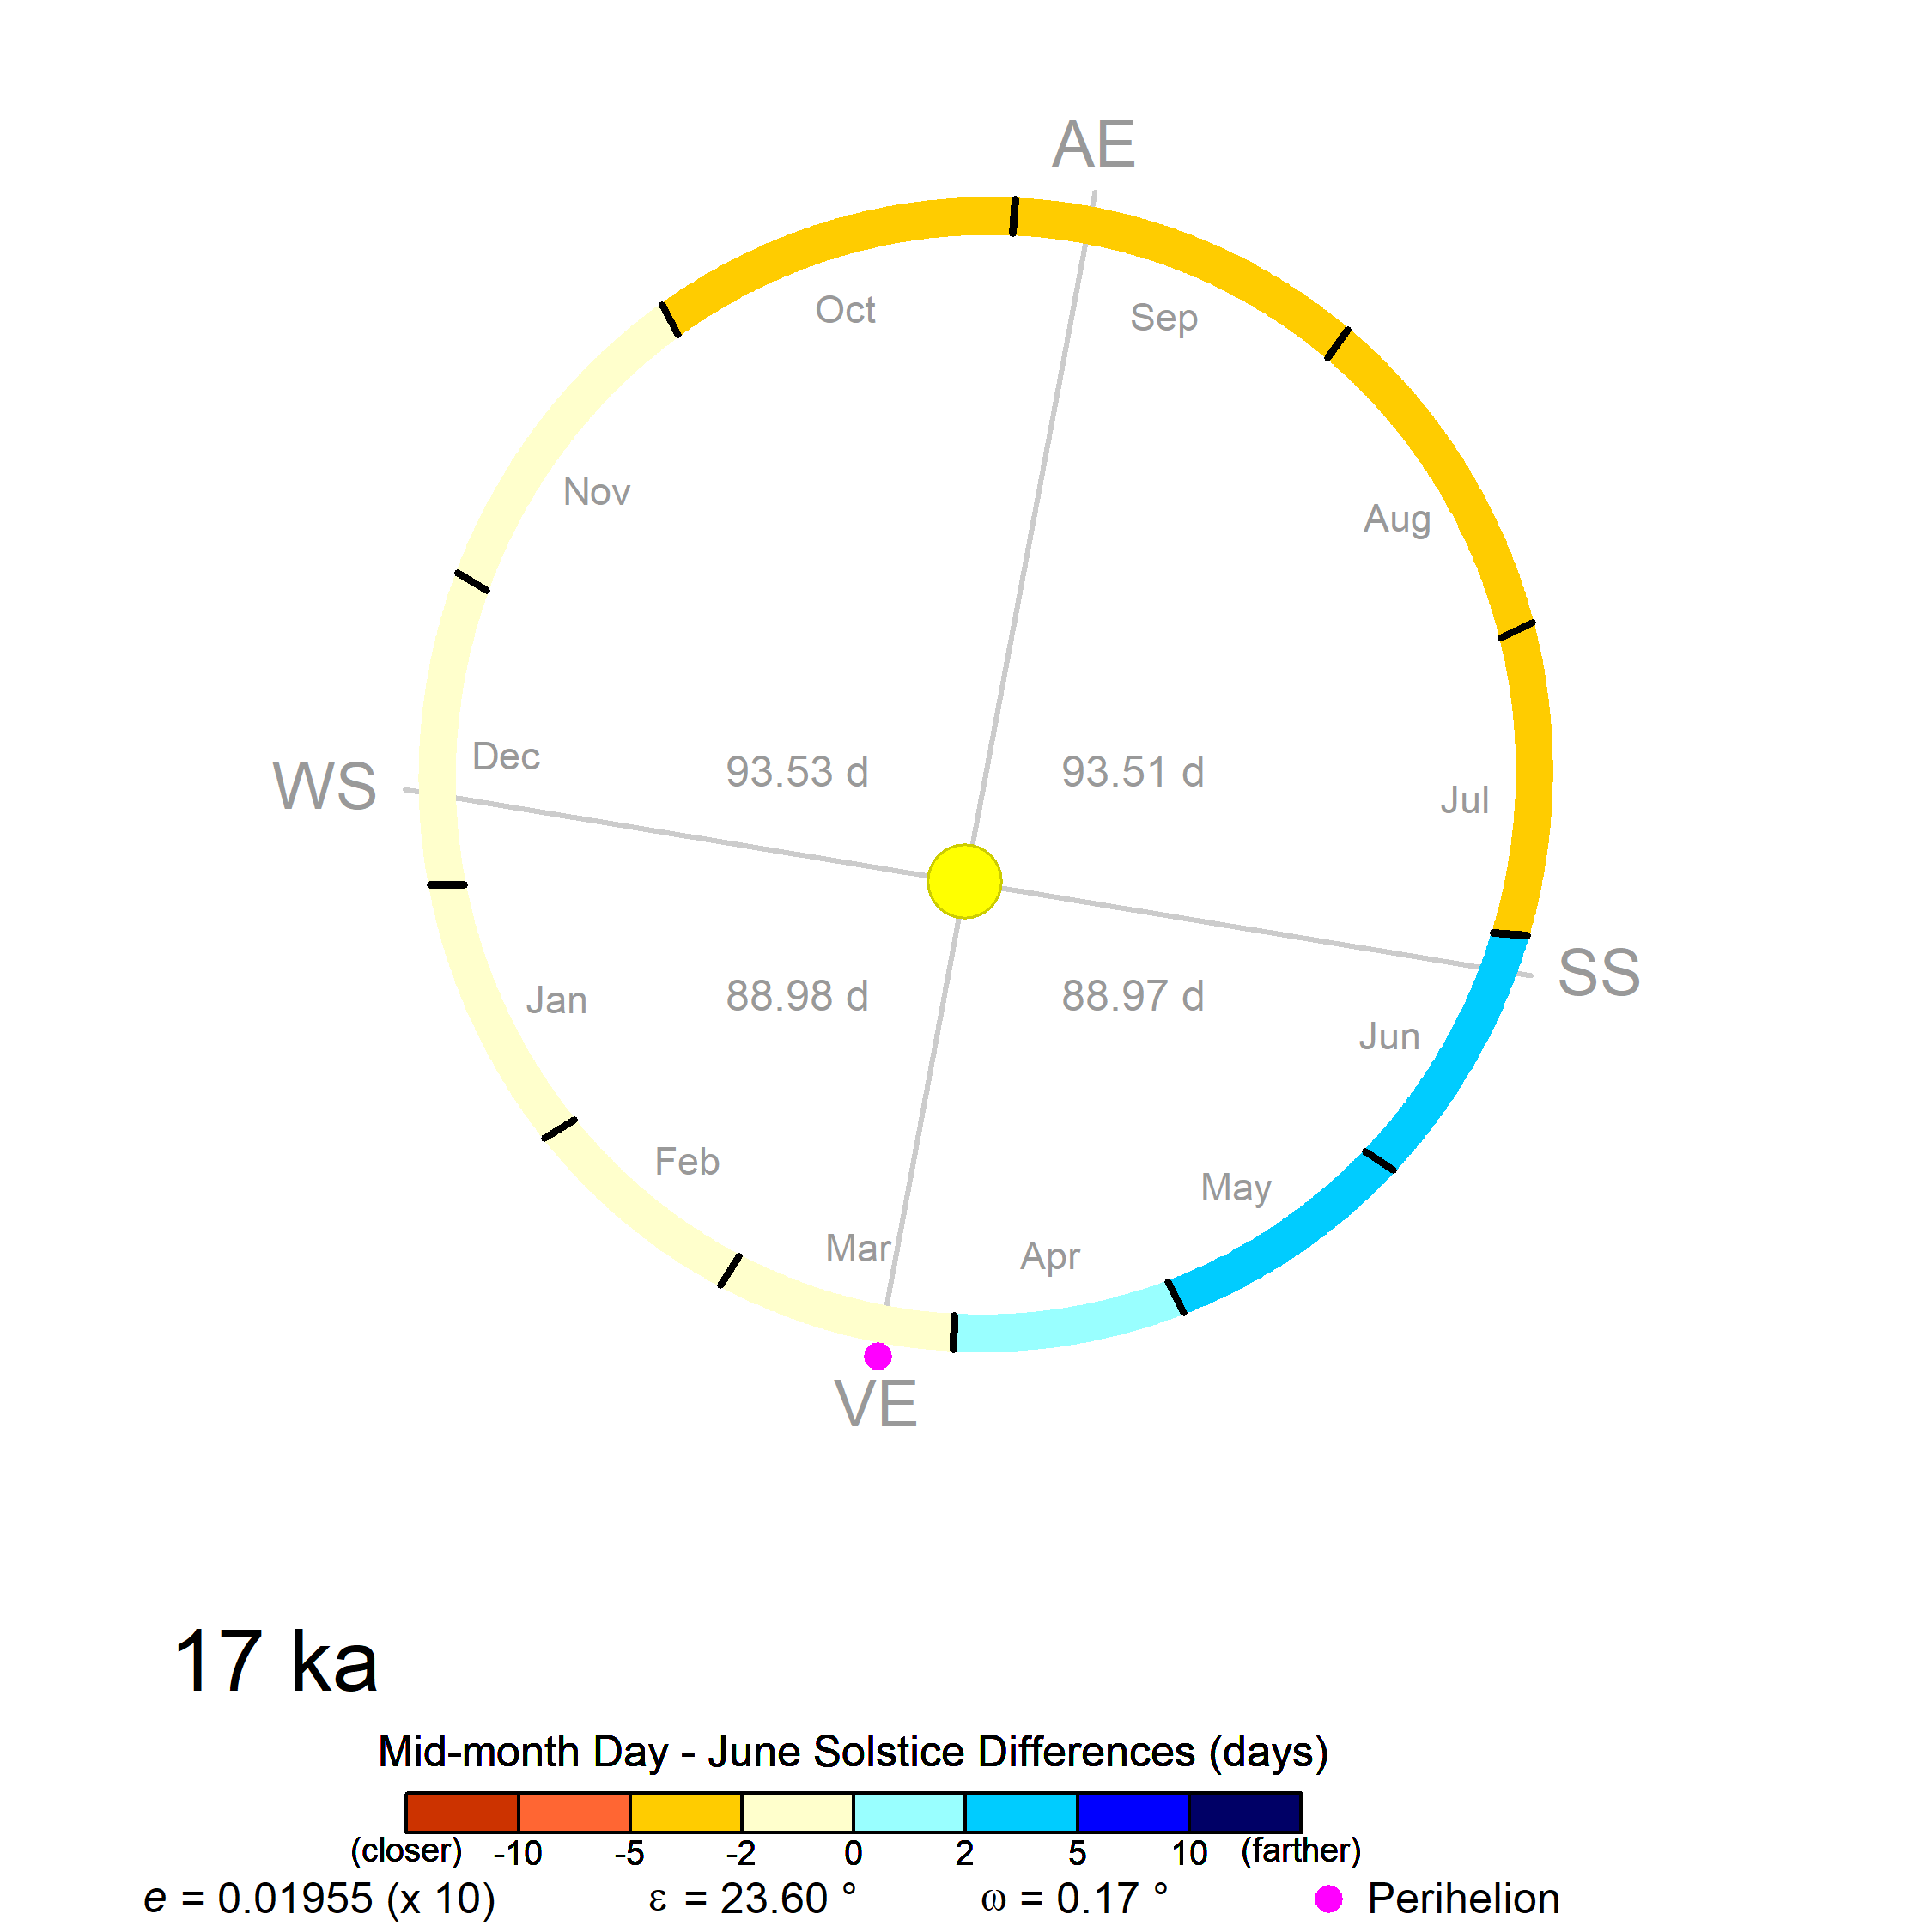 AE
Oct
Sep
Nov
Aug
WS
Dec
93.53 d
93.51 d
Jul
SS
Jan
88.98 d
88.97 d
Jun
Feb
May
Mar
Apr
VE
17 ka
Mid-month Day - June Solstice Differences (days)
(closer) -10 -5 -2 0 2 5 10 (farther)
e = 0.01955 (x 10) ε = 23.60 ° ω = 0.17 ° Perihelion